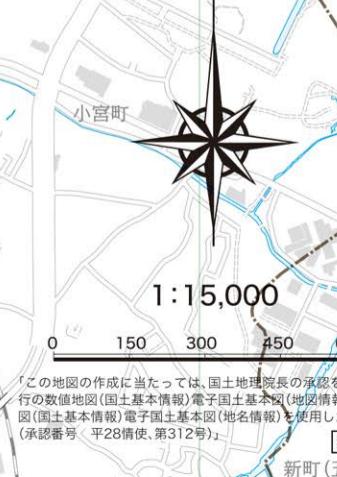 小宮町
1:15,000
0 150 300 450
「この地図の作成に当たっては、国土地理院長の承認を
行の数値地図(国土基本情報)電子国土基本図(地図情報
図(国土基本情報)電子国土基本図(地名情報)を使用し
(承認番号 平28情使、第312号)」
新町(